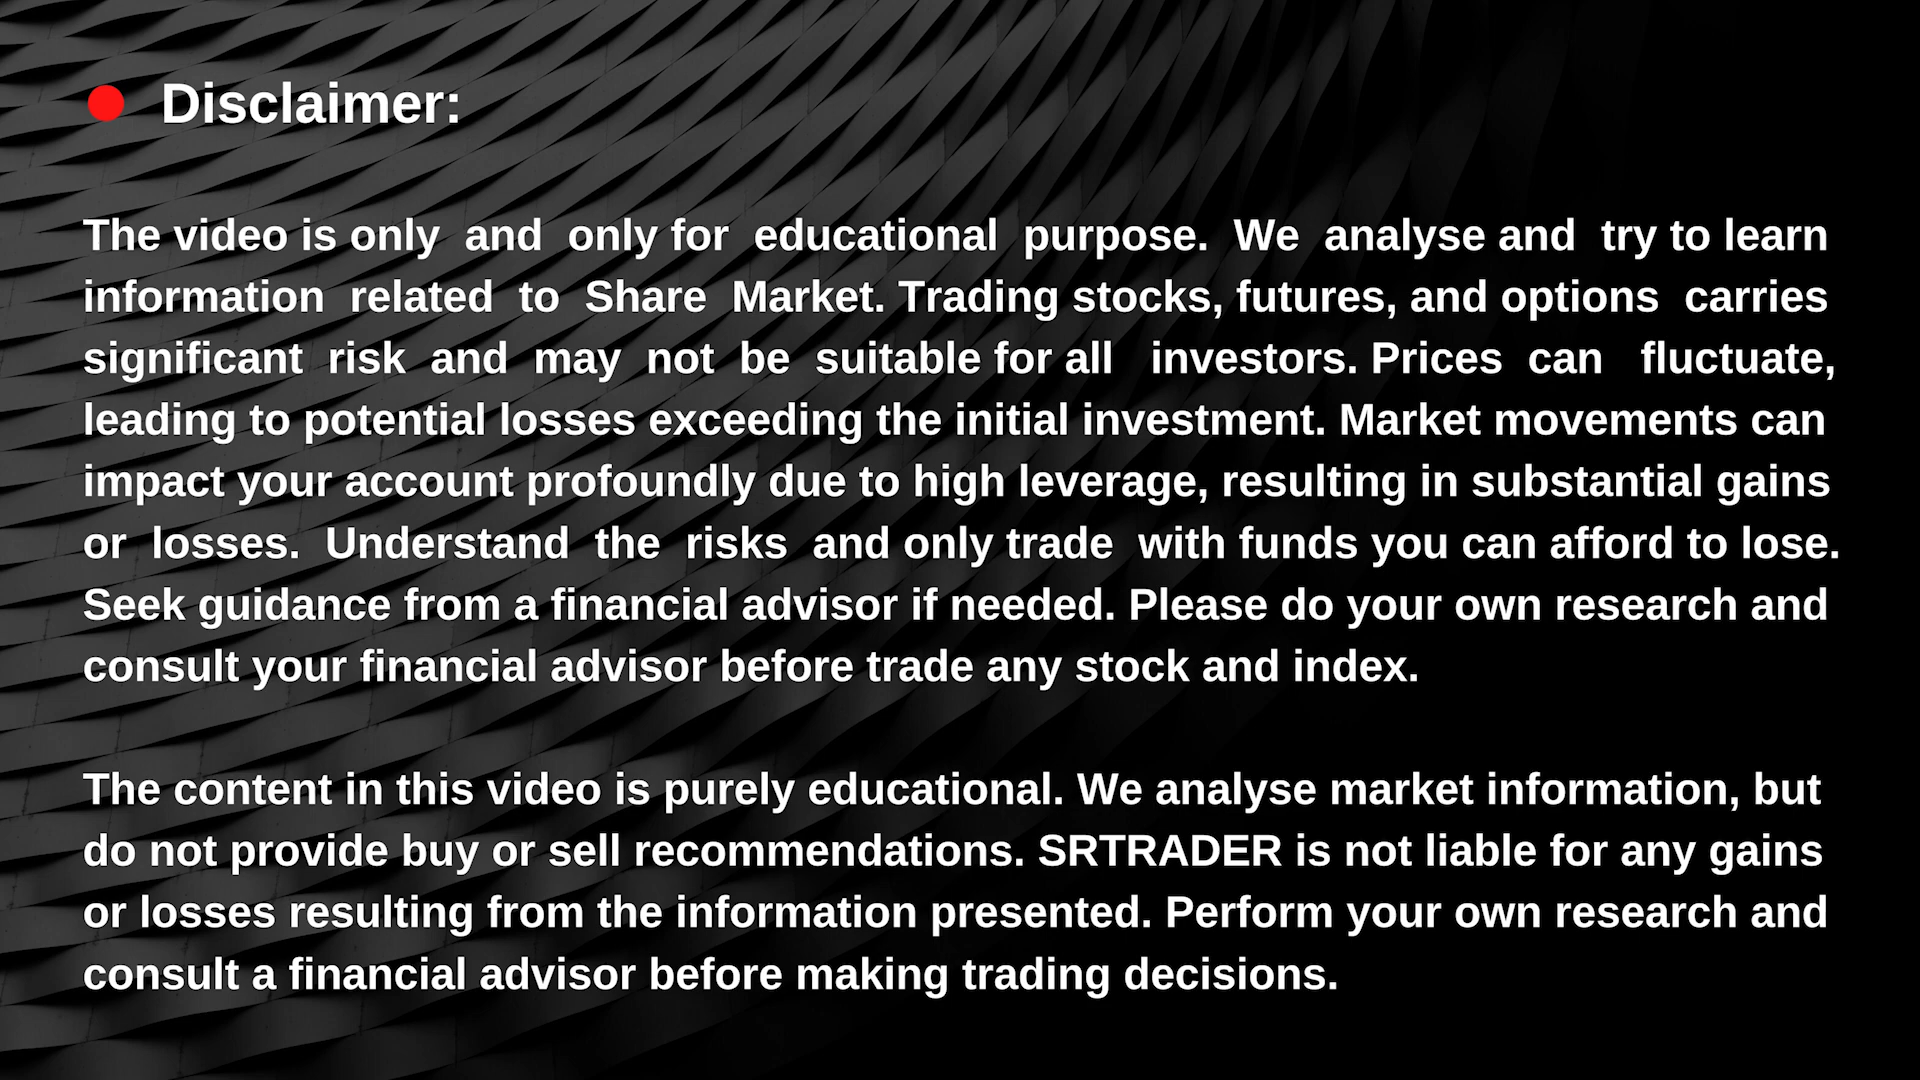 Disclaimer:
The video is only and only for educational purpose. We analyse and try to learn
information related to Share Market. Trading stocks, futures, and options carries
significant risk and may not be suitable for all investors. Prices can fluctuate,
leading to potential losses exceeding the initial investment. Market movements can
impact your account profoundly due to high leverage, resulting in substantial gains
or losses. Understand the risks and only trade with funds you can afford to lose.
Seek guidance from a financial advisor if needed. Please do your own research and
consult your financial advisor before trade any stock and index.
The content in this video is purely educational. We analyse market information, but
do not provide buy or sell recommendations. SRTRADER is not liable for any gains
or losses resulting from the information presented. Perform your own research and
consult a financial advisor before making trading decisions.